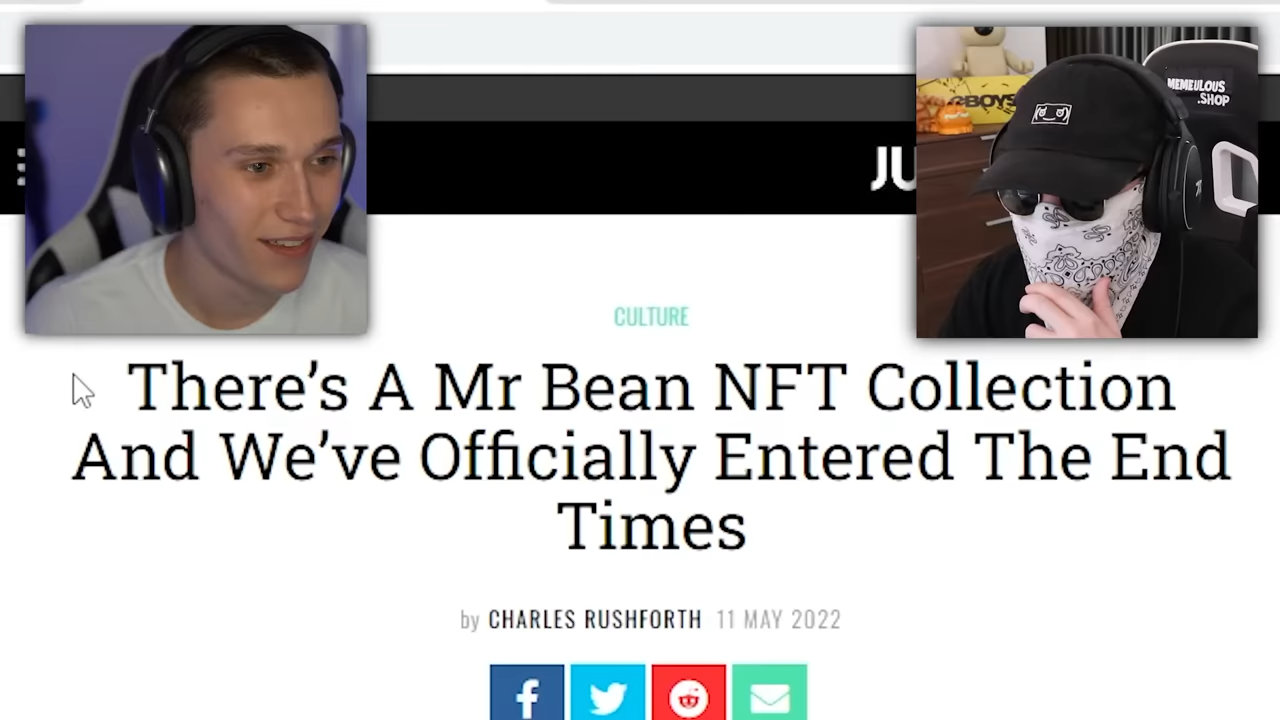 MEMEULOUS
.SHOP
JU
CULTURE
There's A Mr Bean NFT Collection
And We've Officially Entered The End
Times
by CHARLES RUSHFORTH 11 MAY 2022